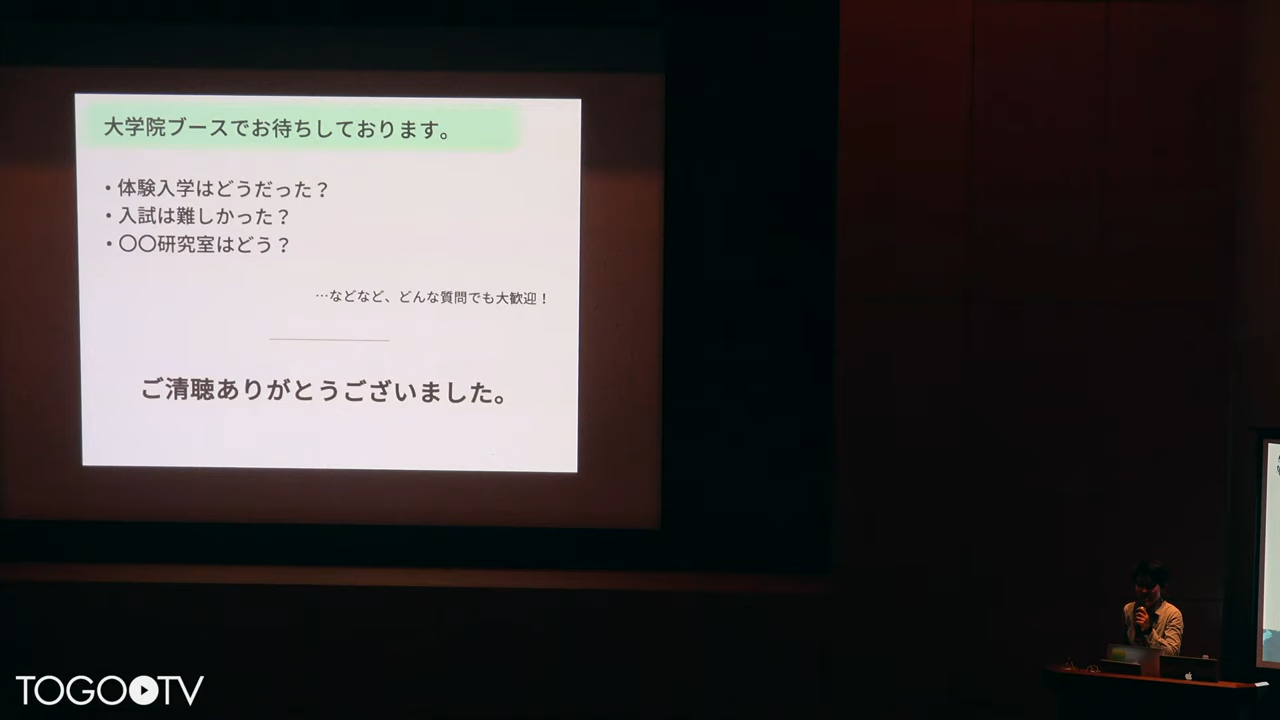 大学院ブースでお待ちしております。
・体験入学はどうだった？
・入試は難しかった？
・〇〇研究室はどう？
…などなど、どんな質問でも大歓迎！
ご清聴ありがとうございました。
TOGOTV